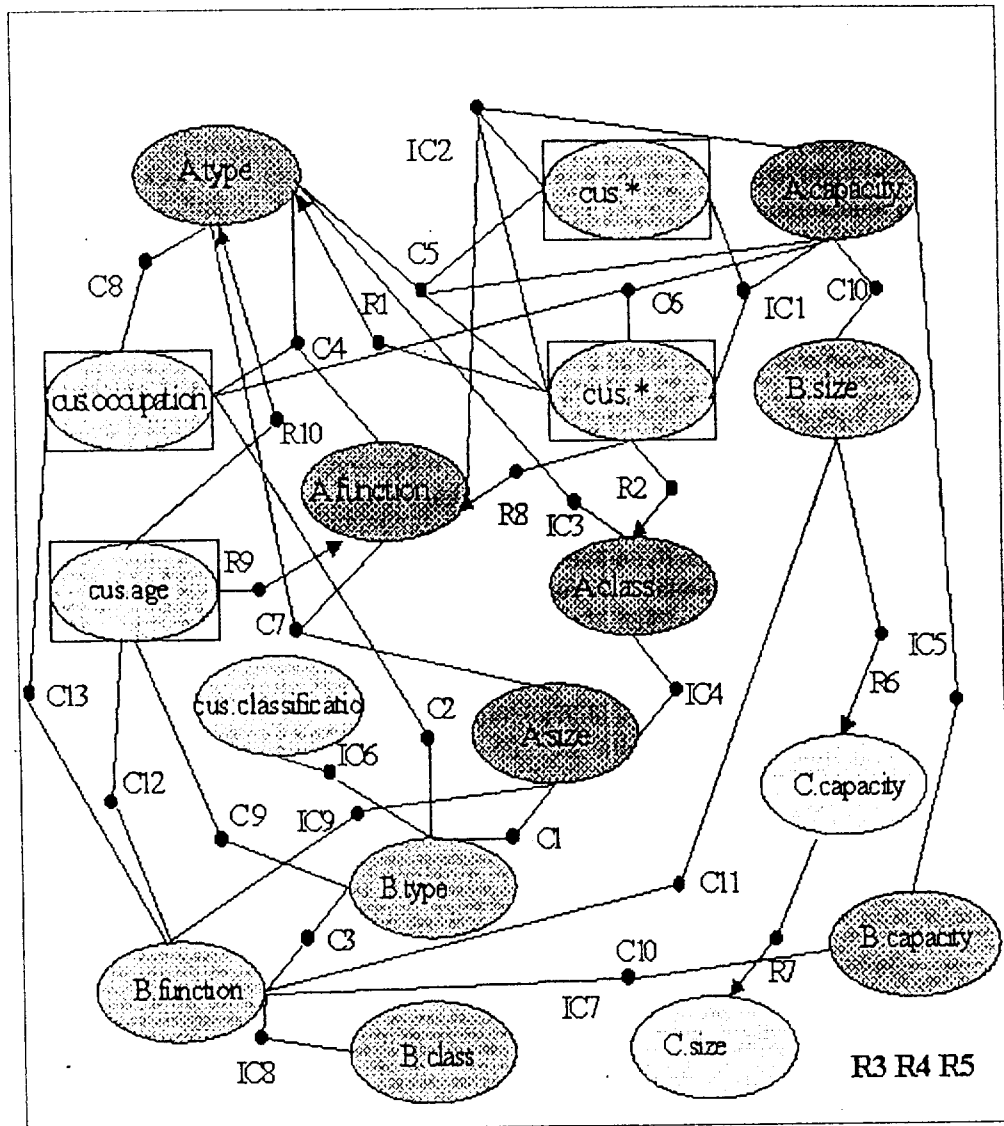 IC2
A.type
cus.*
A.capacity
C5
C8
R1
C6
IC1
C10
C4
cus.occupation
cus.*
B.size
R10
A.function
R8
IC3
R2
R9
cus.age
A.class
C7
IC5
C13
cus.classificatio
C2
IC4
R6
A.size
IC6
C12
C9
IC9
C1
C.capacity
B.type
C11
C3
B.capacity
C10
B.function
IC7
R7
IC8
B.class
C.size
R3 R4 R5